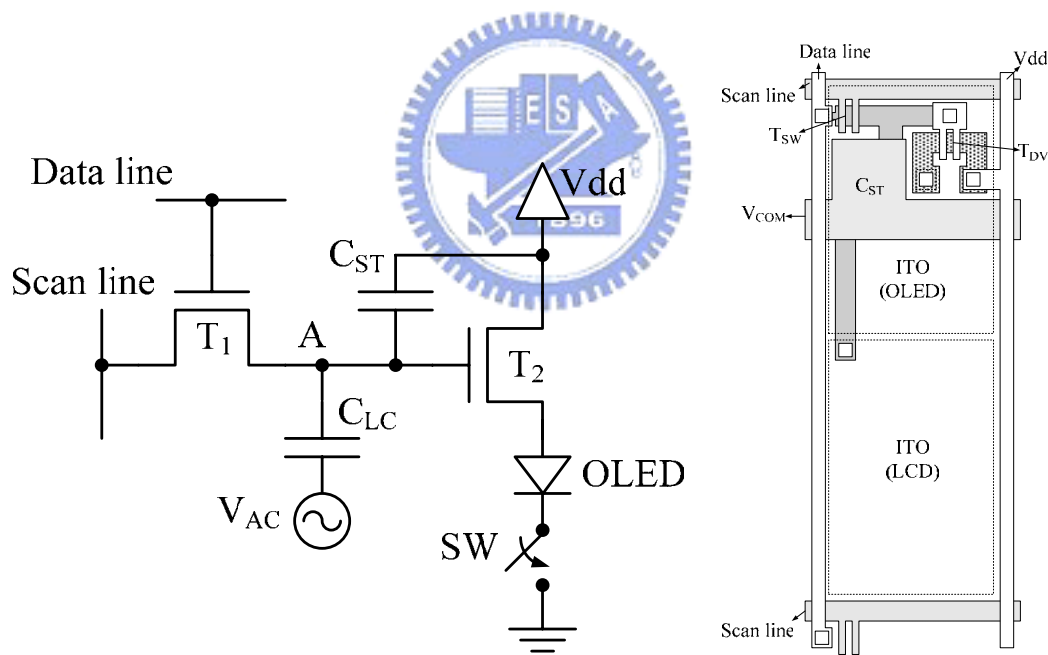 Data line
Scan line
T1
A
CST
CLC
VAC
Vdd
T2
OLED
SW
ESA
1896
Data line
Vdd
Scan line
TSW
TDV
CST
VCOM
ITO
(OLED)
ITO
(LCD)
Scan line